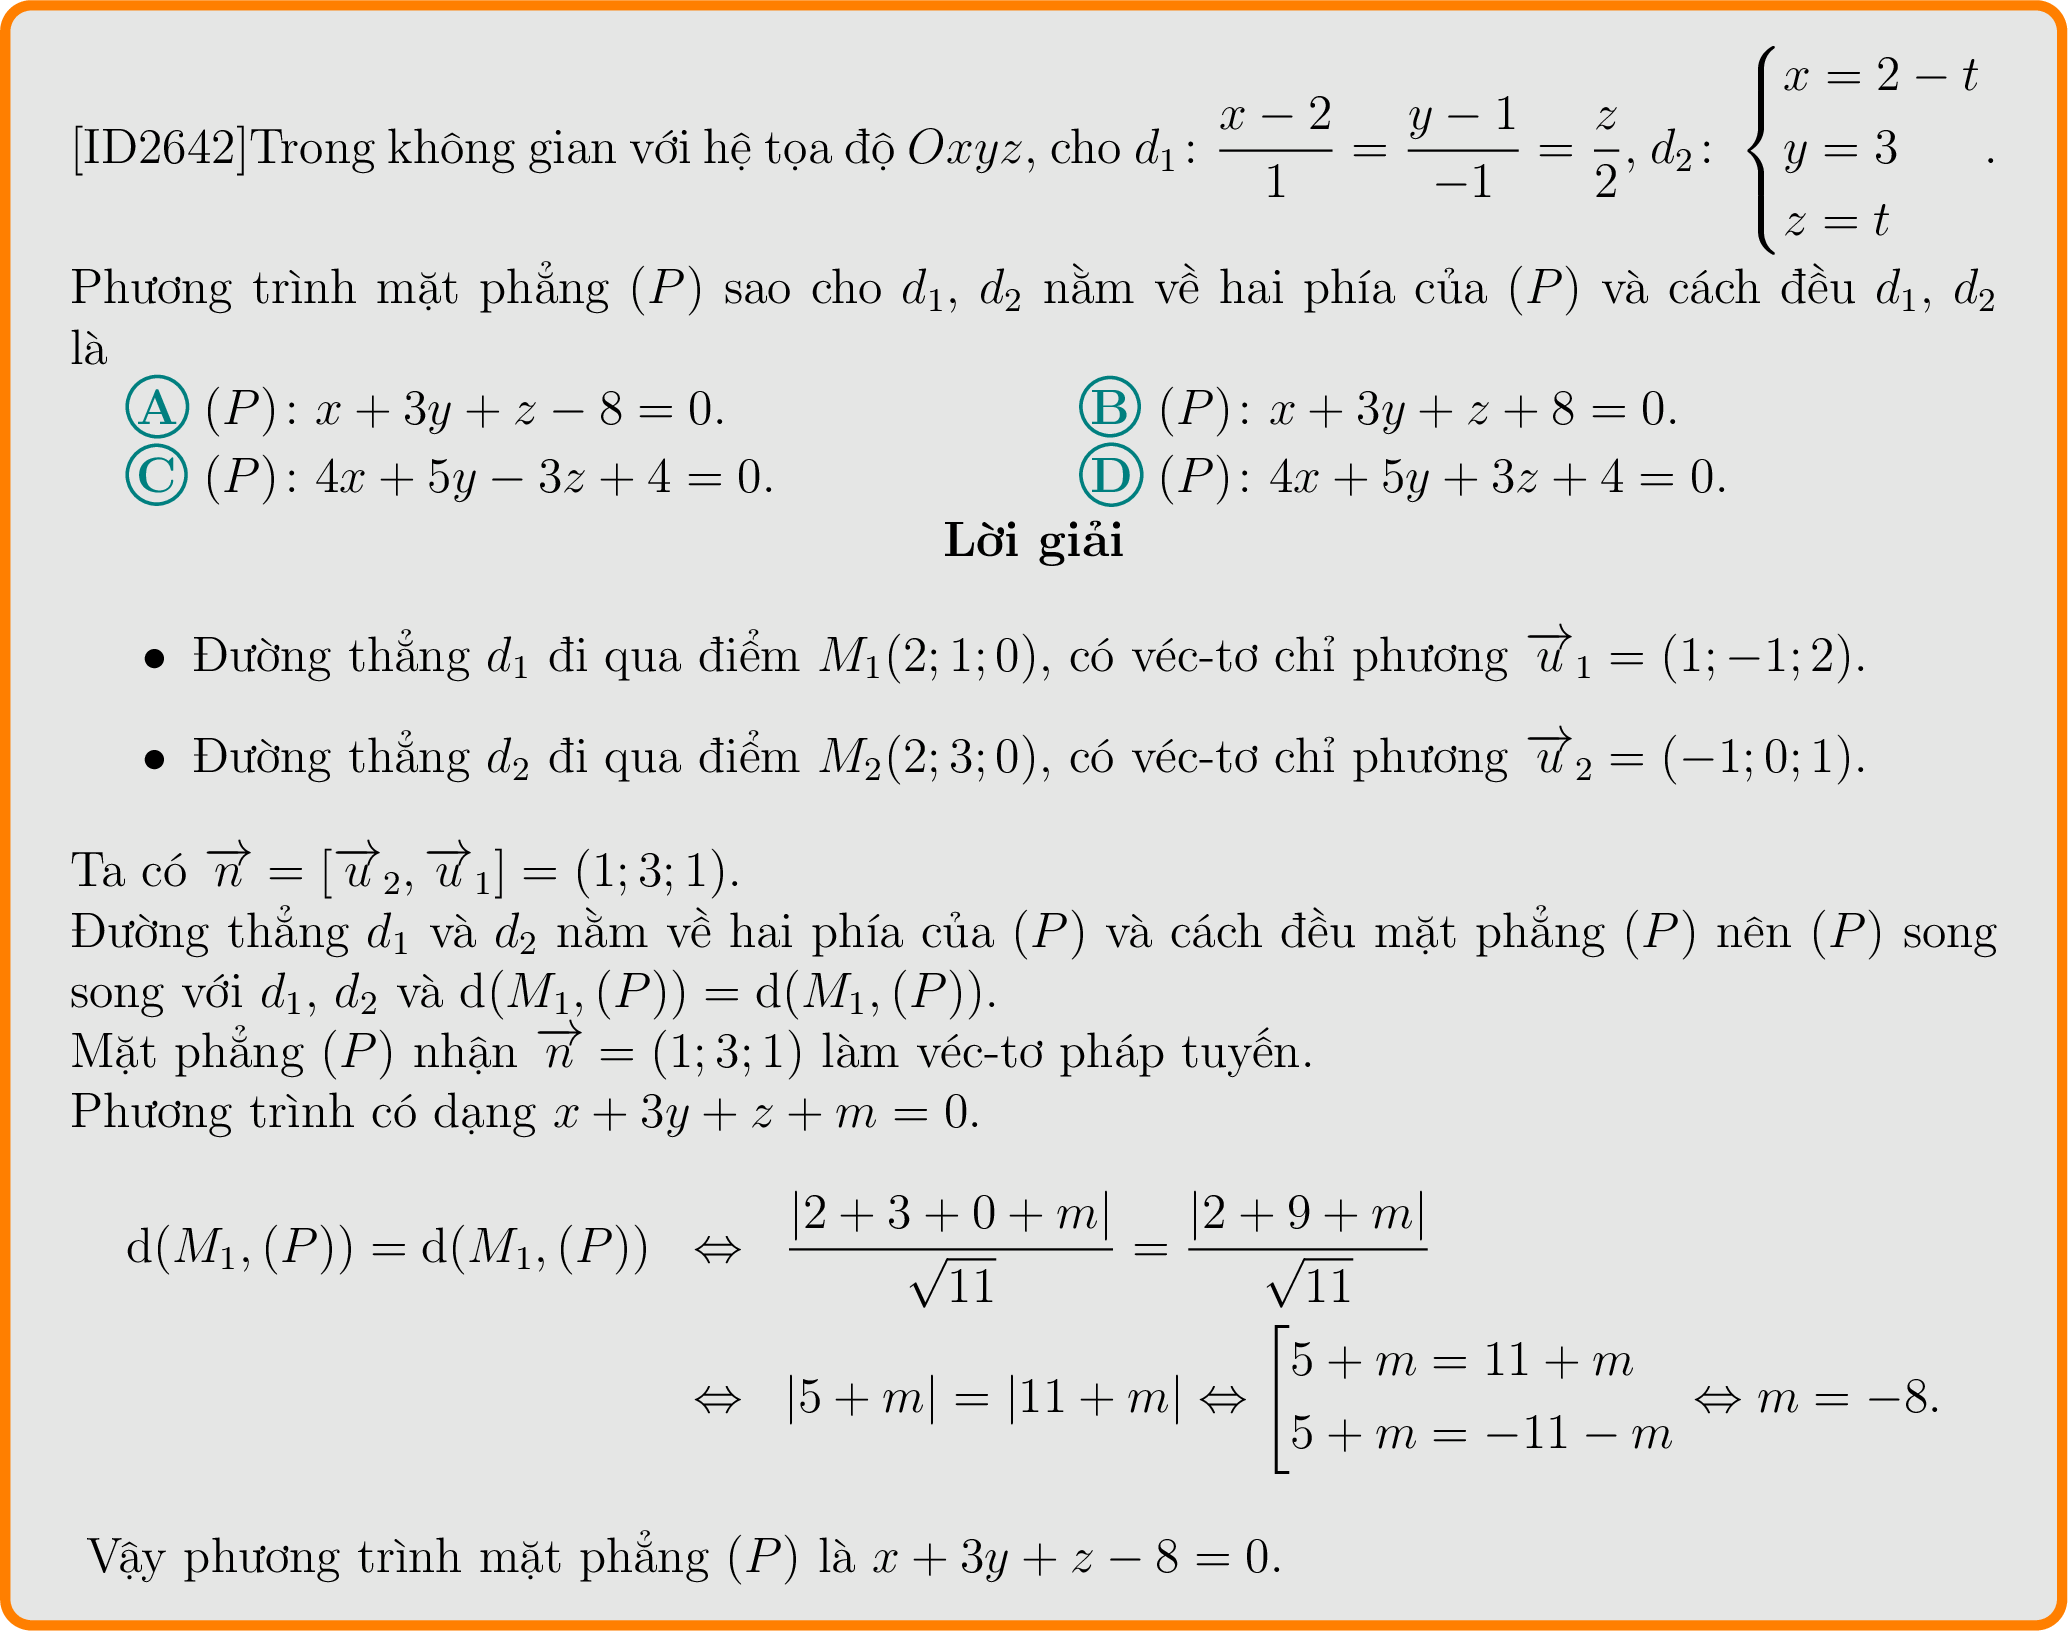 [ID2642]Trong không gian với hệ tọa độ $Oxyz$, cho $d_1\colon \dfrac{x-2}{1} = \dfrac{y-1}{-1} = \dfrac{z}{2}$, $d_2\colon \begin{cases} x = 2 - t \\ y = 3 \\ z = t \end{cases}$.
Phương trình mặt phẳng $(P)$ sao cho $d_1$, $d_2$ nằm về hai phía của $(P)$ và cách đều $d_1$, $d_2$
là
A $(P)\colon x + 3y + z - 8 = 0$. B $(P)\colon x + 3y + z + 8 = 0$.
C $(P)\colon 4x + 5y - 3z + 4 = 0$. D $(P)\colon 4x + 5y + 3z + 4 = 0$.
Lời giải
• Đường thẳng $d_1$ đi qua điểm $M_1(2; 1; 0)$, có véc-tơ chỉ phương $\overrightarrow{u}_1 = (1; -1; 2)$.
• Đường thẳng $d_2$ đi qua điểm $M_2(2; 3; 0)$, có véc-tơ chỉ phương $\overrightarrow{u}_2 = (-1; 0; 1)$.
Ta có $\overrightarrow{n} = [\overrightarrow{u}_2, \overrightarrow{u}_1] = (1; 3; 1)$.
Đường thẳng $d_1$ và $d_2$ nằm về hai phía của $(P)$ và cách đều mặt phẳng $(P)$ nên $(P)$ song
song với $d_1$, $d_2$ và $\mathrm{d}(M_1, (P)) = \mathrm{d}(M_1, (P))$.
Mặt phẳng $(P)$ nhận $\overrightarrow{n} = (1; 3; 1)$ làm véc-tơ pháp tuyến.
Phương trình có dạng $x + 3y + z + m = 0$.
$\mathrm{d}(M_1, (P)) = \mathrm{d}(M_1, (P)) \Leftrightarrow \dfrac{|2 + 3 + 0 + m|}{\sqrt{11}} = \dfrac{|2 + 9 + m|}{\sqrt{11}}$
$\Leftrightarrow |5 + m| = |11 + m| \Leftrightarrow \left[\begin{array}{l} 5 + m = 11 + m \\ 5 + m = -11 - m \end{array}\right. \Leftrightarrow m = -8$.
Vậy phương trình mặt phẳng $(P)$ là $x + 3y + z - 8 = 0$.